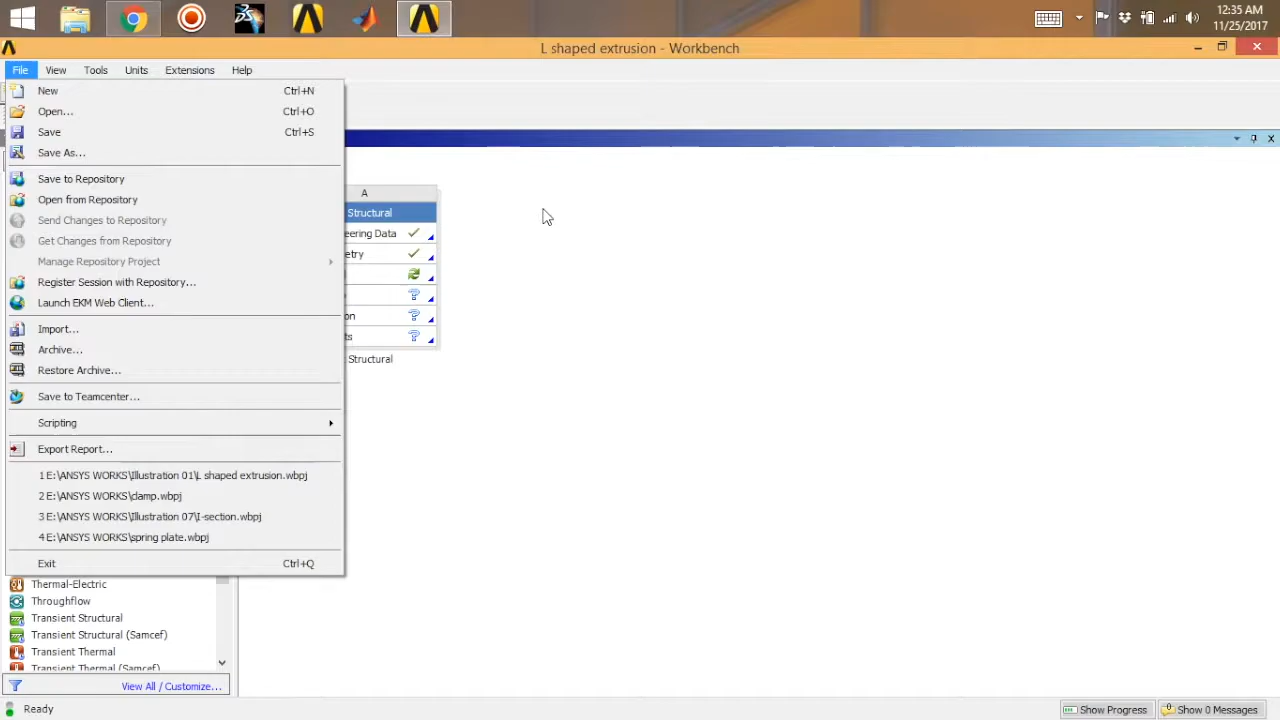 12:35 AM
11/25/2017
L shaped extrusion - Workbench
File View Tools Units Extensions Help
New Ctrl+N
Open... Ctrl+O
Save Ctrl+S
Save As...
Save to Repository
Open from Repository
Send Changes to Repository
Get Changes from Repository
Manage Repository Project
Register Session with Repository...
Launch EKM Web Client...
Import...
Archive...
Restore Archive...
Save to Teamcenter...
Scripting
Export Report...
1 E:\ANSYS WORKS\Illustration 01\L shaped extrusion.wbpj
2 E:\ANSYS WORKS\clamp.wbpj
3 E:\ANSYS WORKS\Illustration 07\I-section.wbpj
4 E:\ANSYS WORKS\spring plate.wbpj
Exit Ctrl+Q
A
Structural
eering Data
etry
on
ts
Structural
Thermal-Electric
Throughflow
Transient Structural
Transient Structural (Samcef)
Transient Thermal
Transient Thermal (Samcef)
View All / Customize...
Ready
Show Progress
Show 0 Messages